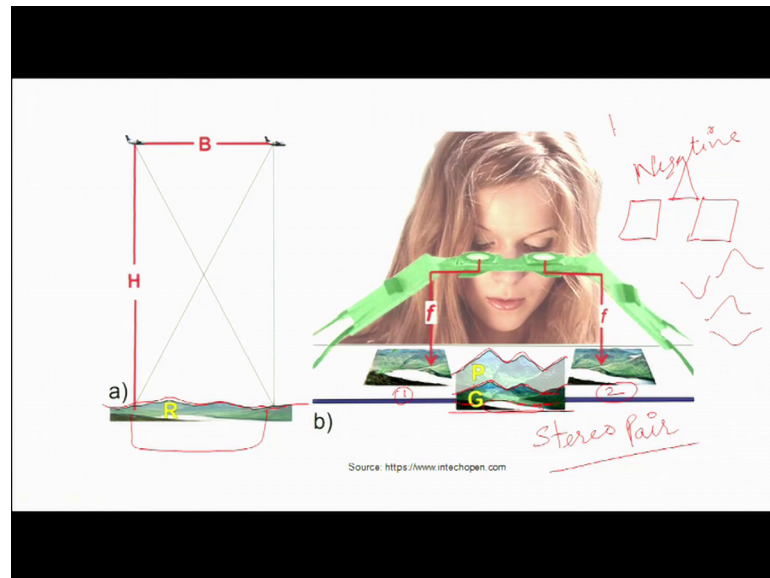 B
H
R
a)
f
f
P
G
b)
Negative
1
2
Stereo Pair
Source: https://www.intechopen.com